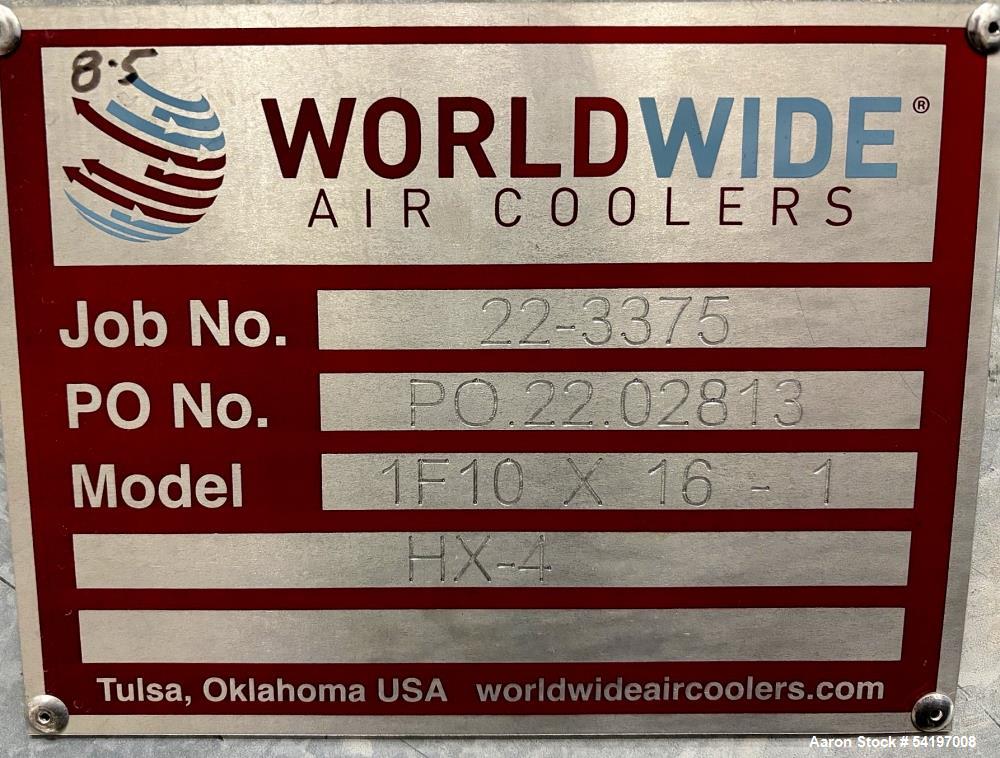 8.5
WORLDWIDE®
AIR COOLERS
Job No. 22-3375
PO No. PO.22.02813
Model 1F10 X 16 - 1
HX-4
Tulsa, Oklahoma USA worldwideaircoolers.com
Aaron Stock # 54197008